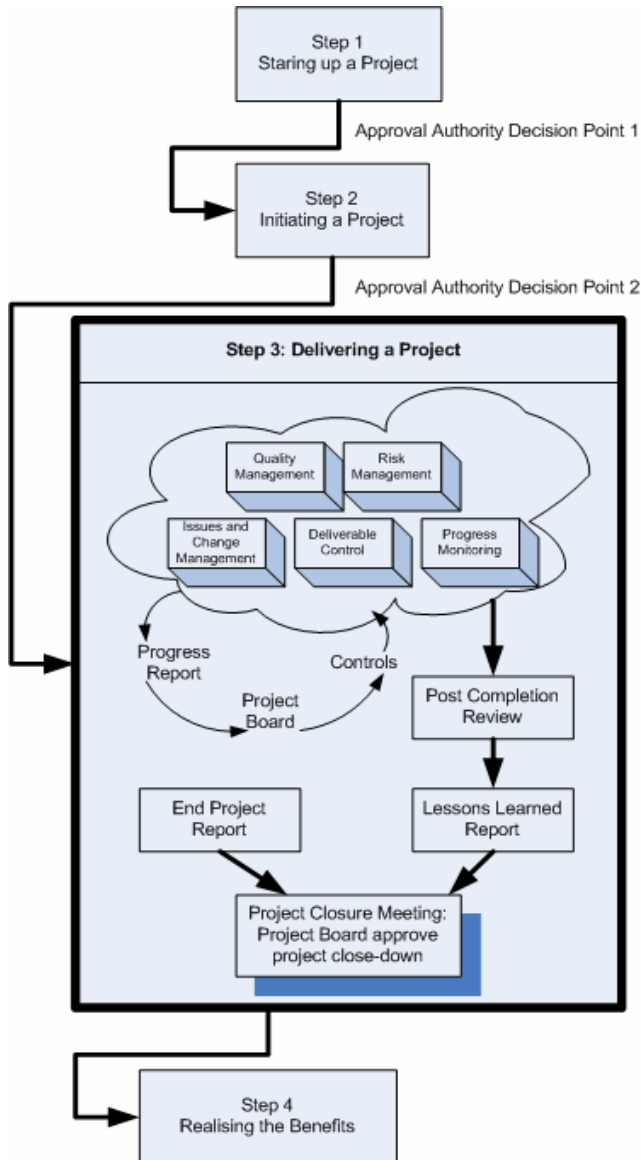 Step 1
Staring up a Project
Approval Authority Decision Point 1
Step 2
Initiating a Project
Approval Authority Decision Point 2
Step 3: Delivering a Project
Quality
Management
Risk
Management
Issues and
Change
Management
Deliverable
Control
Progress
Monitoring
Progress
Report
Project
Board
Controls
Post Completion
Review
End Project
Report
Lessons Learned
Report
Project Closure Meeting:
Project Board approve
project close-down
Step 4
Realising the Benefits